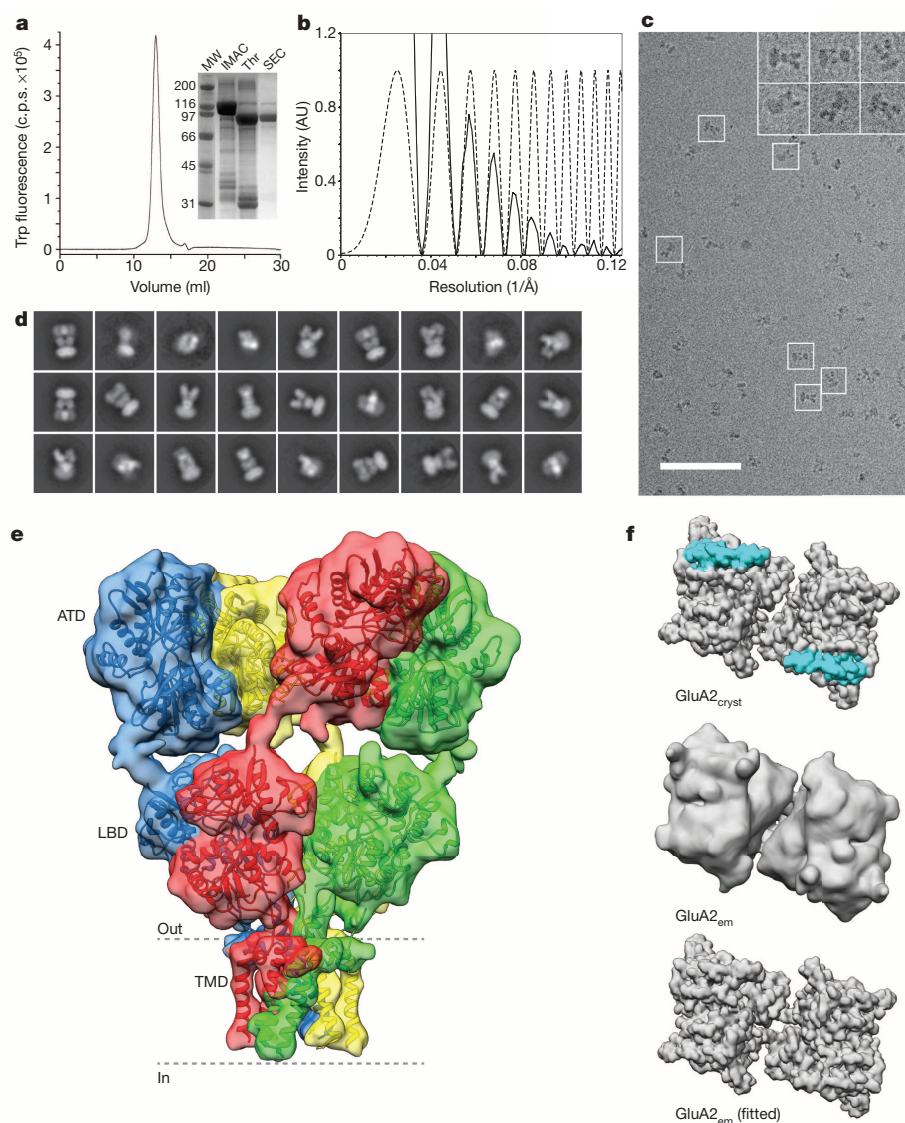 a
Trp fluorescence (c.p.s. ×10⁵)
4
3
2
1
0
0 10 20 30
Volume (ml)
MW IMAC Thr SEC
200
116
97
66
45
31
b
Intensity (AU)
1.2
0.8
0.4
0
0 0.04 0.08 0.12
Resolution (1/Å)
c
d
e
ATD
LBD
Out
TMD
In
f
GluA2cryst
GluA2em
GluA2em (fitted)